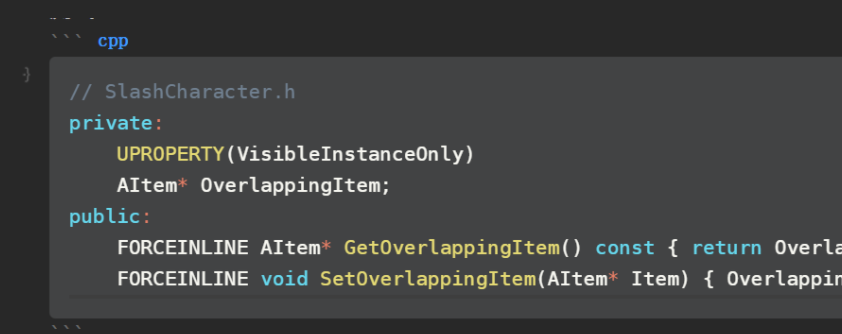 ``` cpp
// SlashCharacter.h
private:
UPROPERTY(VisibleInstanceOnly)
AItem* OverlappingItem;
public:
FORCEINLINE AItem* GetOverlappingItem() const { return Overla
FORCEINLINE void SetOverlappingItem(AItem* Item) { Overlappin
```